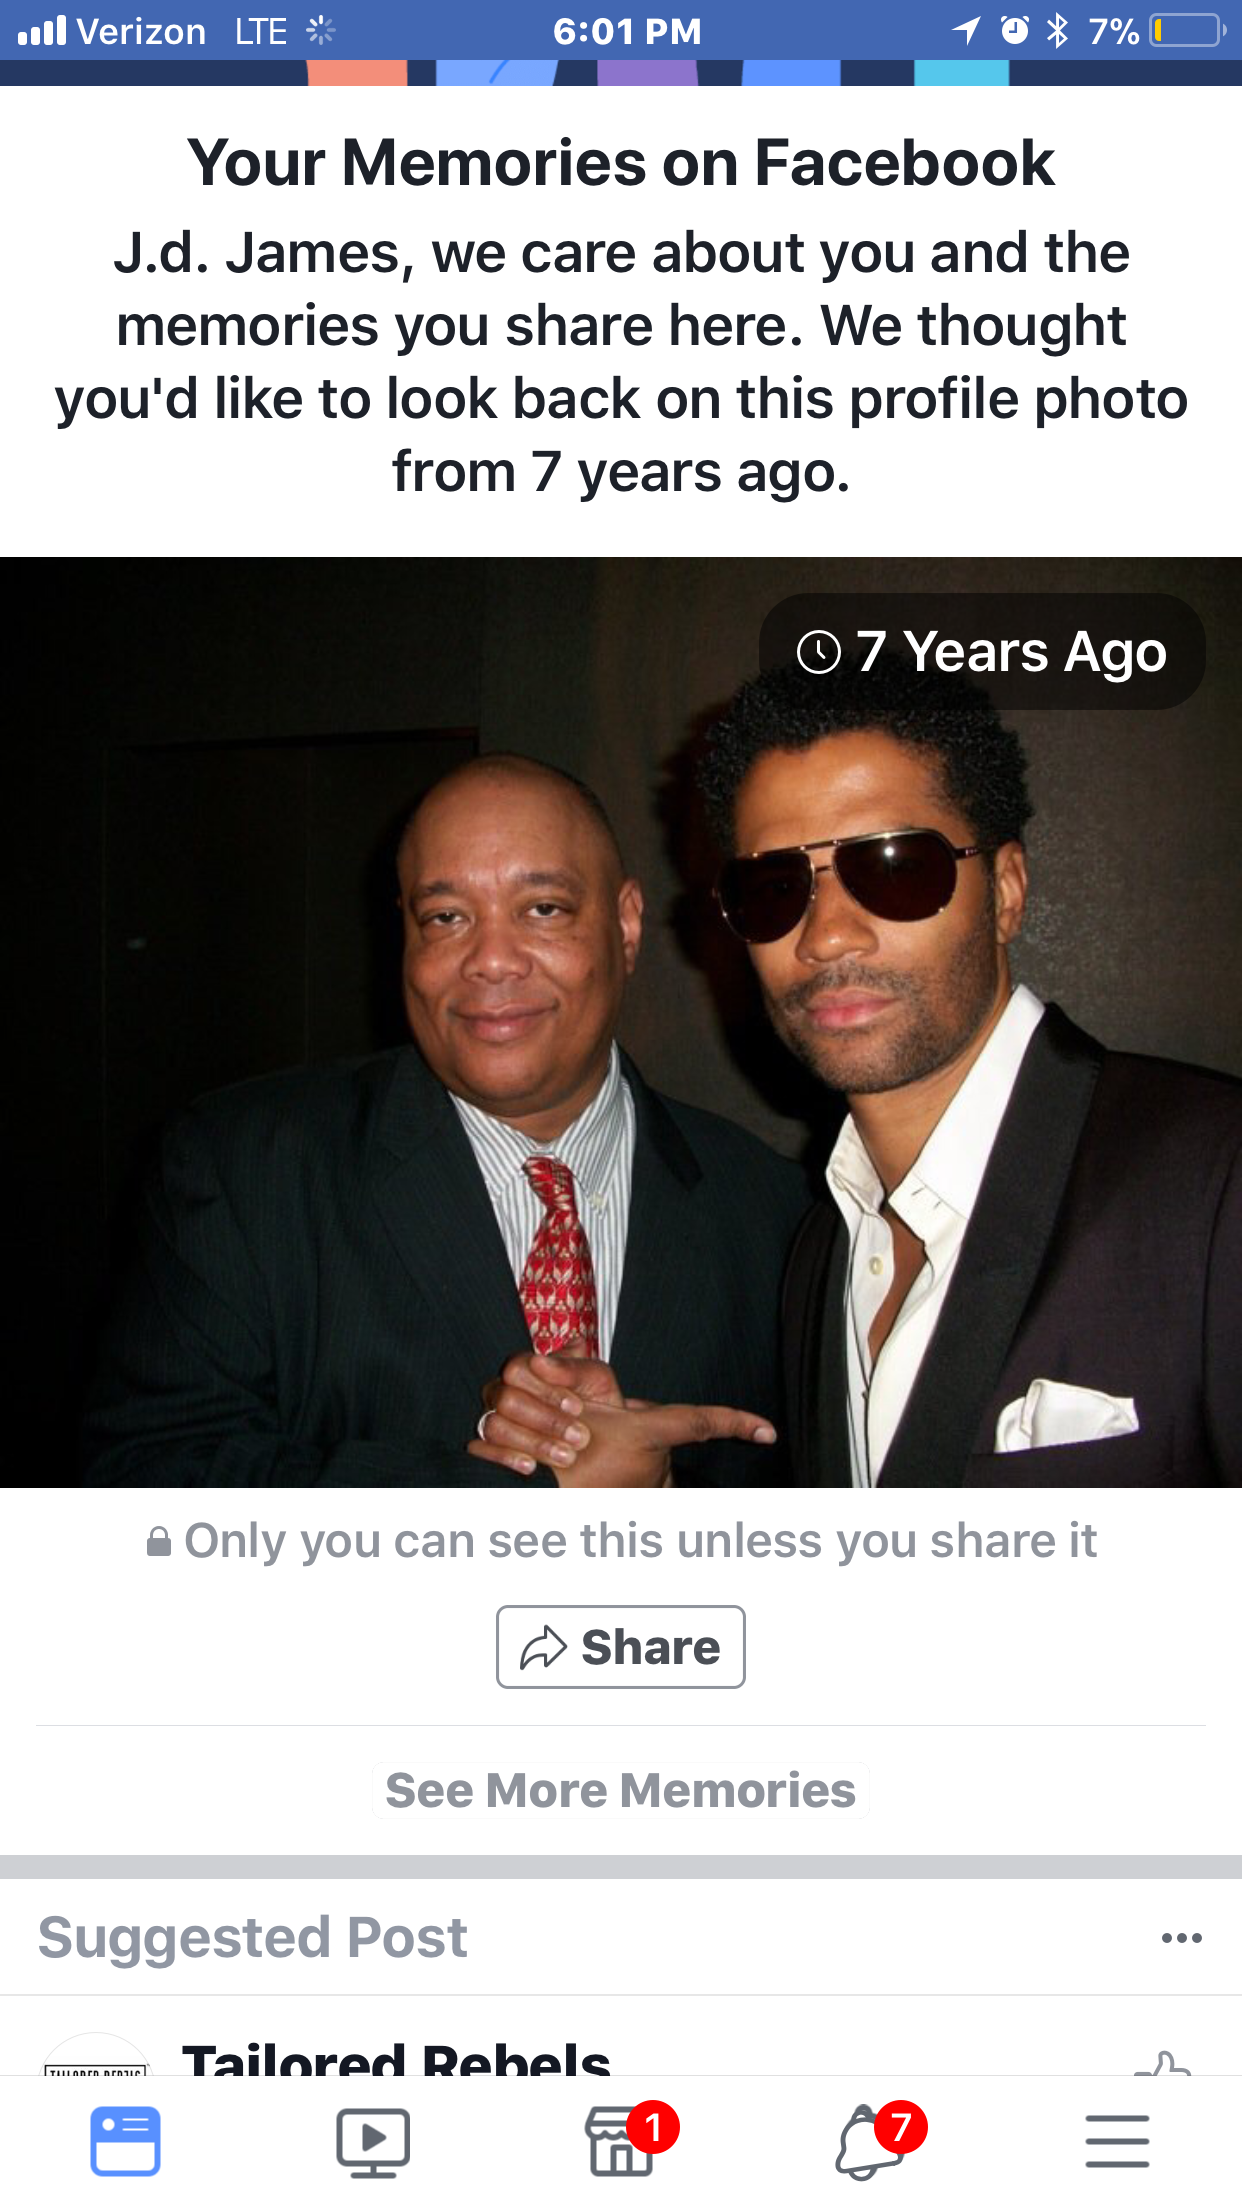 Verizon LTE 6:01 PM 7%
Your Memories on Facebook
J.d. James, we care about you and the
memories you share here. We thought
you'd like to look back on this profile photo
from 7 years ago.
7 Years Ago
Only you can see this unless you share it
Share
See More Memories
Suggested Post
Tailored Rebels
TAILORED REBELS
1
7